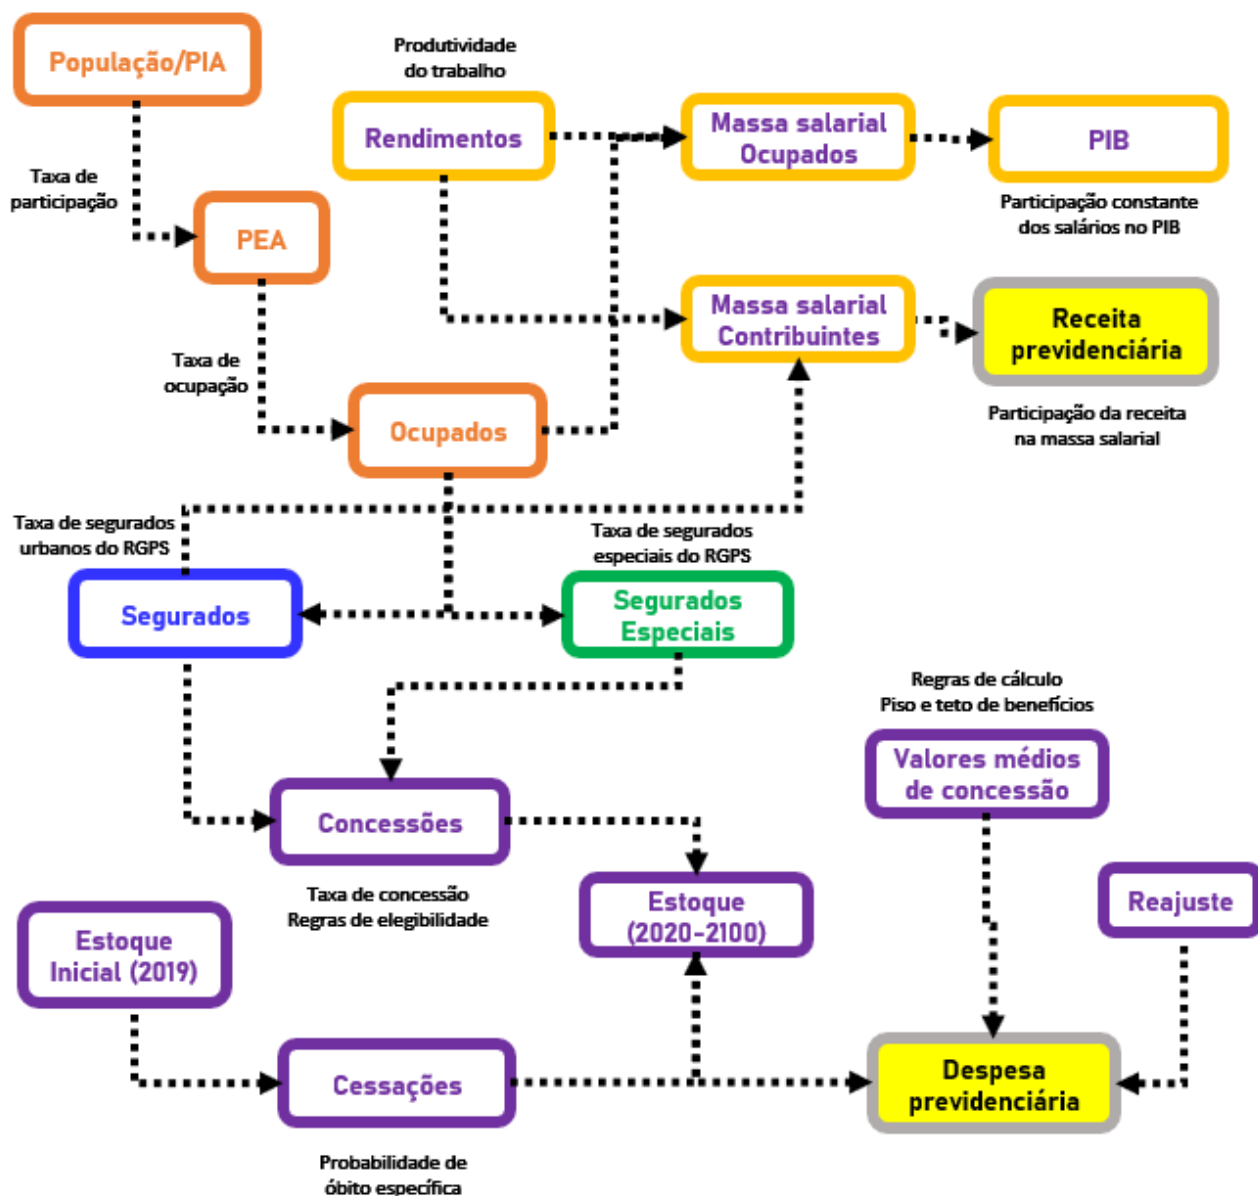 População/PIA
Produtividade
do trabalho
Rendimentos
Massa salarial
Ocupados
PIB
Taxa de
participação
Participação constante
dos salários no PIB
PEA
Massa salarial
Contribuintes
Receita
previdenciária
Taxa de
ocupação
Ocupados
Participação da receita
na massa salarial
Taxa de segurados
urbanos do RGPS
Taxa de segurados
especiais do RGPS
Segurados
Segurados
Especiais
Regras de cálculo
Piso e teto de benefícios
Valores médios
de concessão
Concessões
Taxa de concessão
Regras de elegibilidade
Estoque
(2020-2100)
Reajuste
Estoque
Inicial (2019)
Cessações
Despesa
previdenciária
Probabilidade de
óbito específica